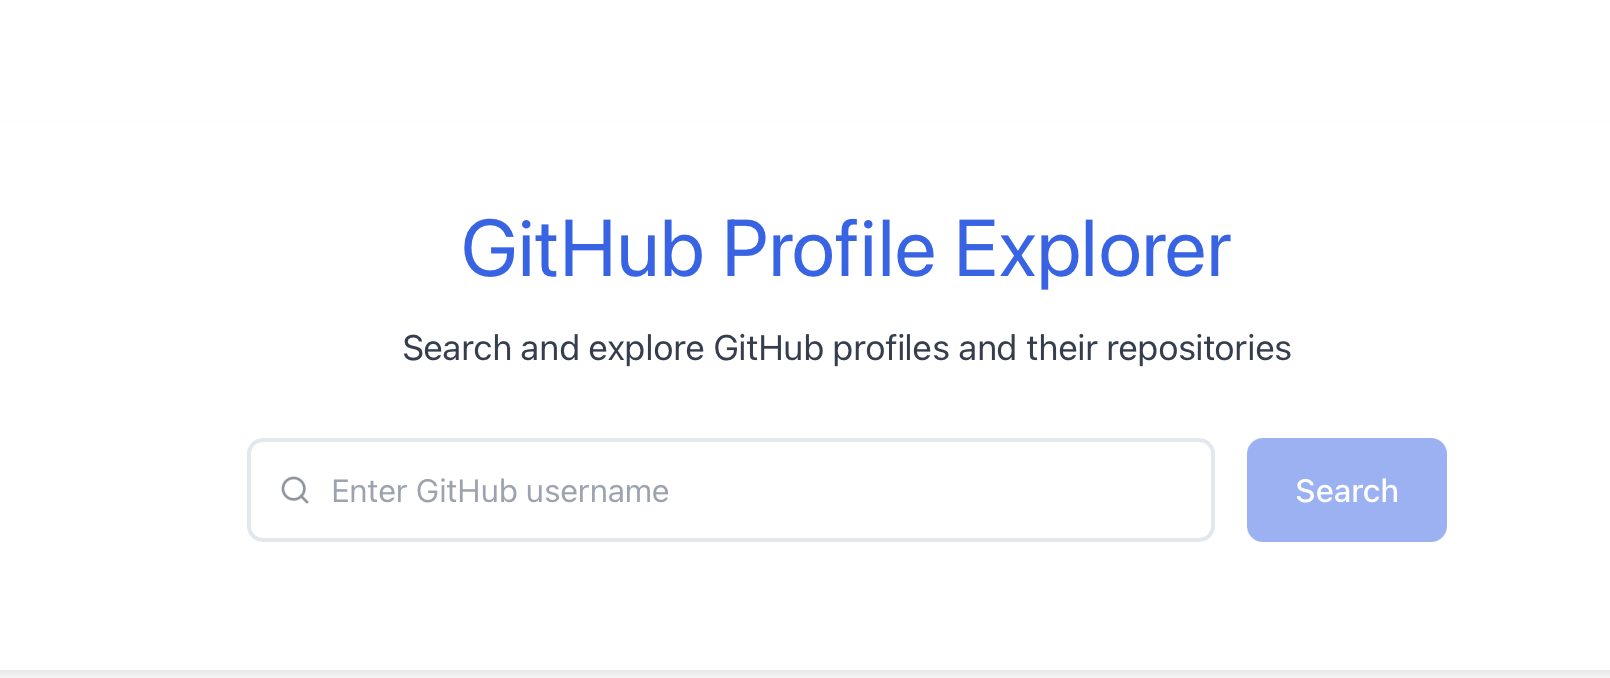 GitHub Profile Explorer
Search and explore GitHub profiles and their repositories
Enter GitHub username
Search